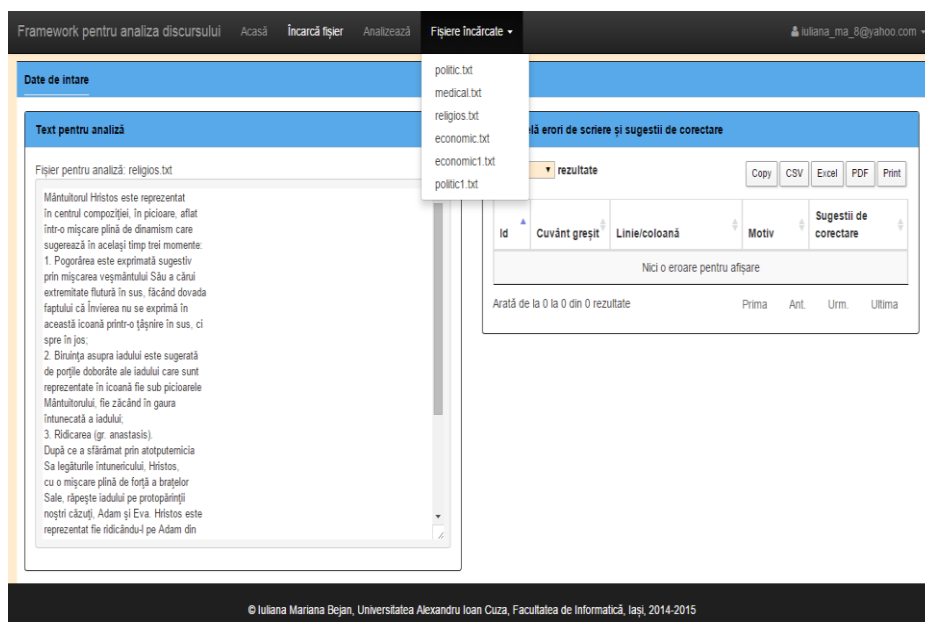 Framework pentru analiza discursului Acasă Încarcă fișier Analizează Fișiere încărcate iuliana_ma_8@yahoo.com
politic.txt
medical.txt
religios.txt
economic.txt
economic1.txt
politic1.txt
Date de intare
Text pentru analiză
Fișier pentru analiză: religios.txt
Mântuitorul Hristos este reprezentat
în centrul compoziției, în picioare, aflat
într-o mișcare plină de dinamism care
sugerează în același timp trei momente:
1. Pogorârea este exprimată sugestiv
prin mișcarea veșmântului Său a cărui
extremitate flutură în sus, făcând dovada
faptului că Învierea nu se exprimă în
această icoană printr-o țâșnire în sus, ci
spre în jos;
2. Biruința asupra iadului este sugerată
de porțile doborâte ale iadului care sunt
reprezentate în icoană fie sub picioarele
Mântuitorului, fie zăcând în gaura
întunecată a iadului;
3. Ridicarea (gr. anastasis).
După ce a sfărâmat prin atotputernicia
Sa legăturile întunericului, Hristos,
cu o mișcare plină de forță a brațelor
Sale, răpește iadului pe protopărinții
noștri căzuți, Adam și Eva. Hristos este
reprezentat fie ridicându-l pe Adam din
lă erori de scriere și sugestii de corectare
rezultate
Copy CSV Excel PDF Print
Id Cuvânt greșit Linie/coloană Motiv Sugestii de
corectare
Nici o eroare pentru afișare
Arată de la 0 la 0 din 0 rezultate Prima Ant. Urm. Ultima
© Iuliana Mariana Bejan, Universitatea Alexandru Ioan Cuza, Facultatea de Informatică, Iași, 2014-2015